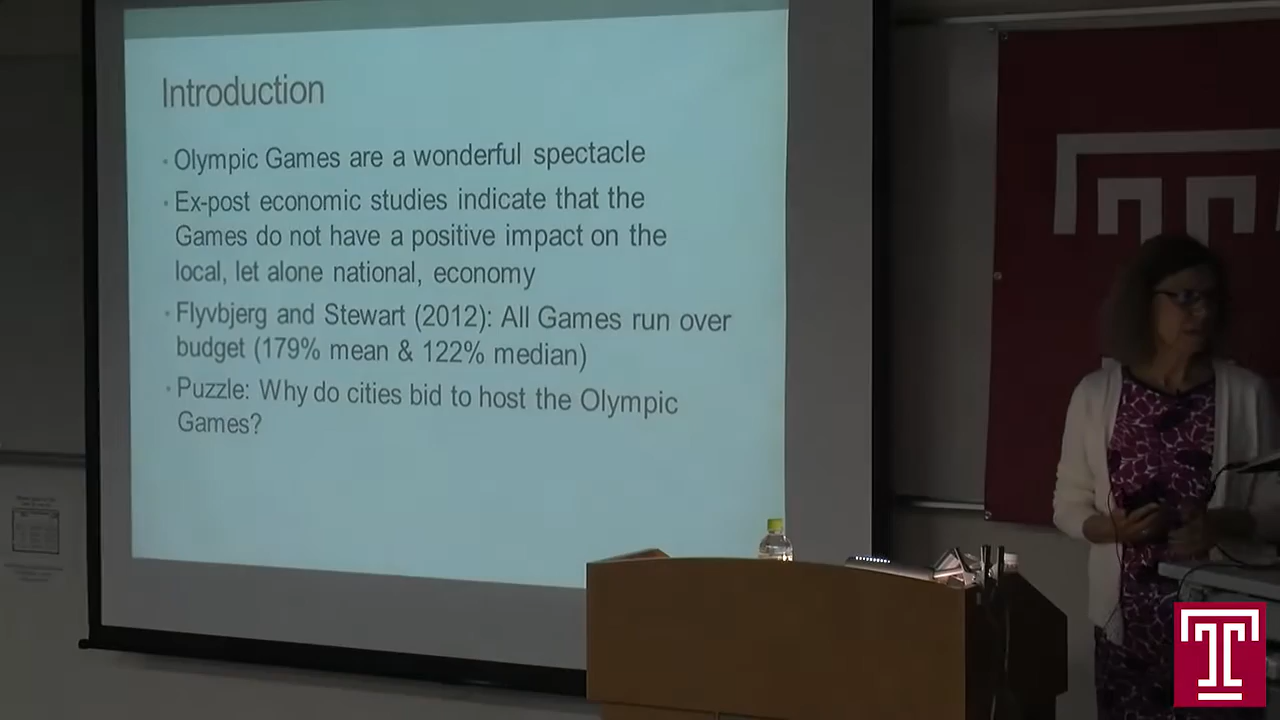 Introduction
Olympic Games are a wonderful spectacle
Ex-post economic studies indicate that the
Games do not have a positive impact on the
local, let alone national, economy
Flyvbjerg and Stewart (2012): All Games run over
budget (179% mean & 122% median)
Puzzle: Why do cities bid to host the Olympic
Games?